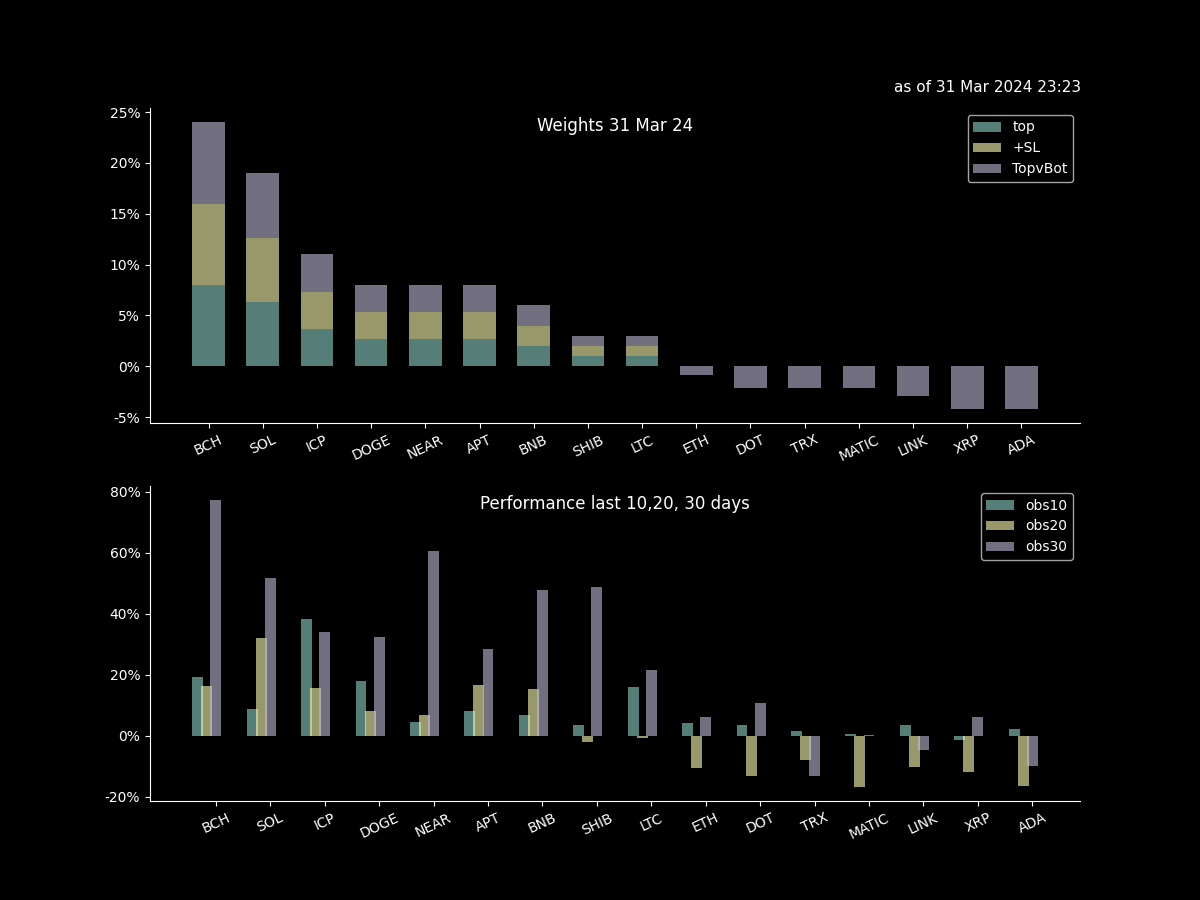 as of 31 Mar 2024 23:23
Weights 31 Mar 24
top
+SL
TopvBot
25%
20%
15%
10%
5%
0%
-5%
BCH SOL ICP DOGE NEAR APT BNB SHIB LTC ETH DOT TRX MATIC LINK XRP ADA
Performance last 10,20, 30 days
obs10
obs20
obs30
80%
60%
40%
20%
0%
-20%
BCH SOL ICP DOGE NEAR APT BNB SHIB LTC ETH DOT TRX MATIC LINK XRP ADA